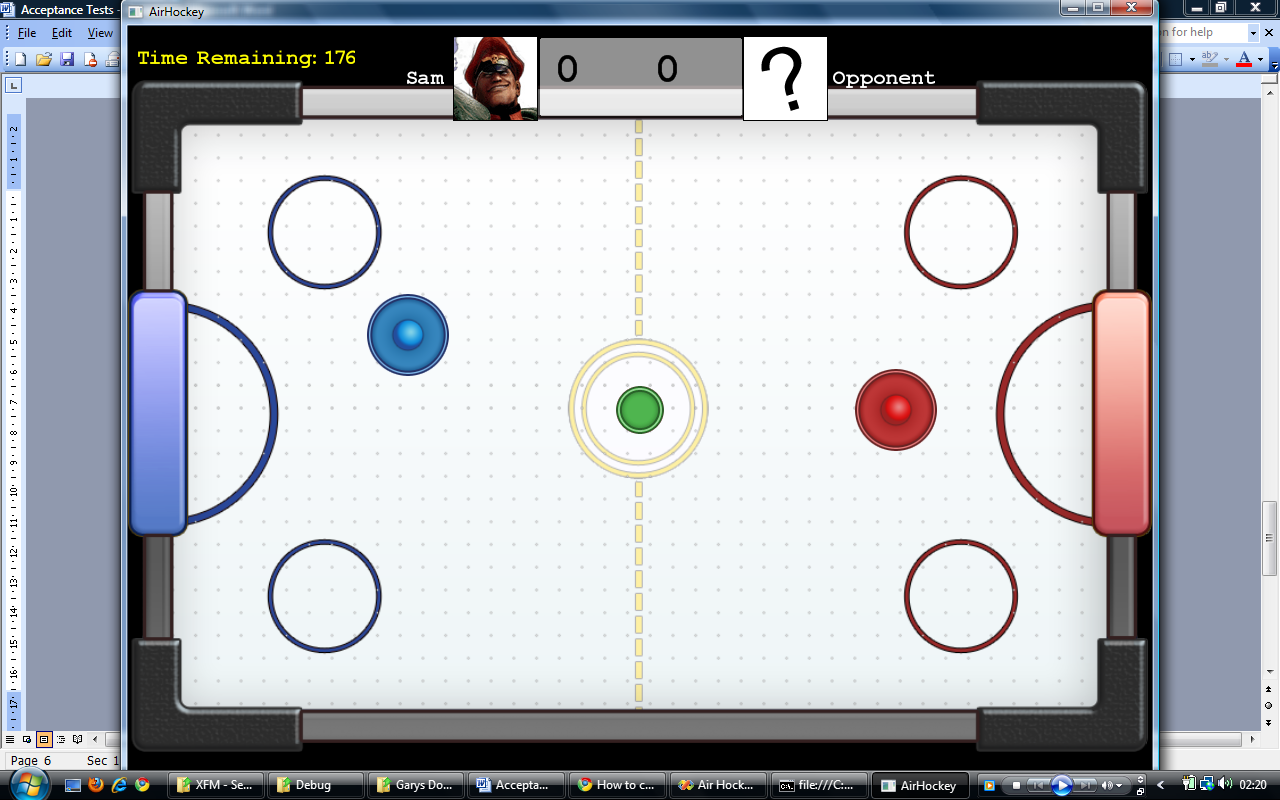 Acceptance Tests -
AirHockey
File Edit View
n for help
Time Remaining: 176
Sam
0 0
?
Opponent
Page 6 Sec 1
XFM - Se...
Debug
Garys Do...
Accepta...
How to c...
Air Hock...
file:///C:...
AirHockey
02:20